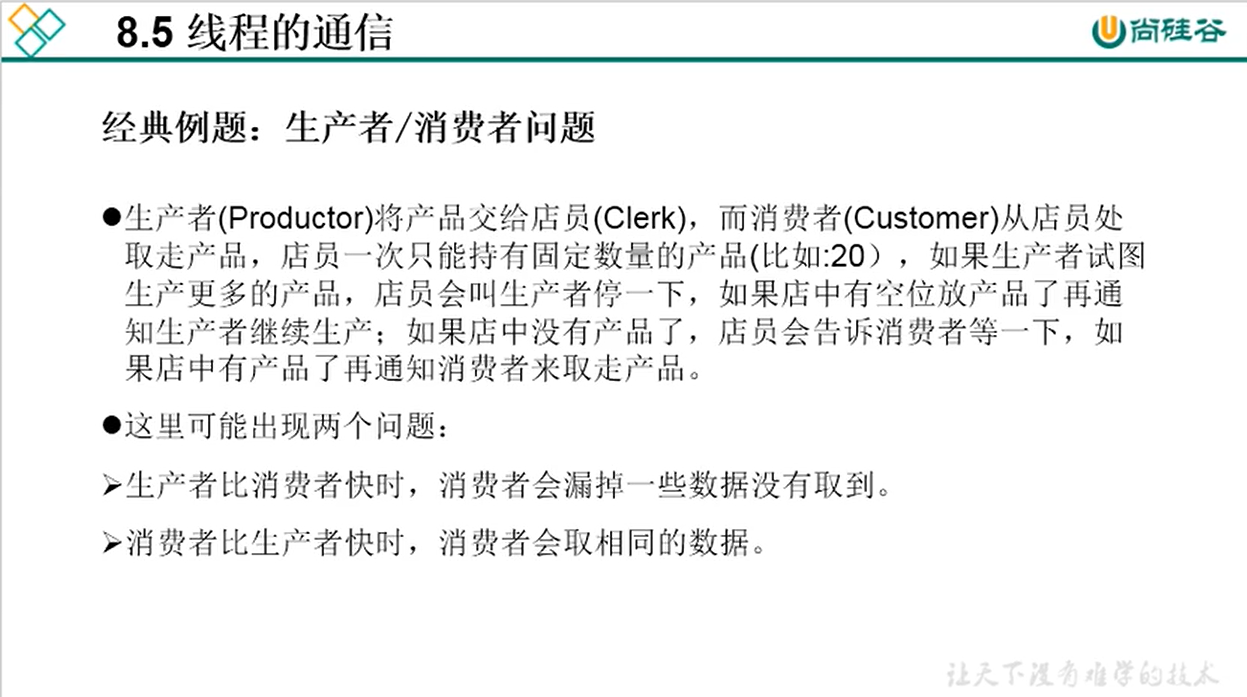 8.5 线程的通信
尚硅谷
经典例题：生产者/消费者问题
●生产者(Productor)将产品交给店员(Clerk)，而消费者(Customer)从店员处
取走产品，店员一次只能持有固定数量的产品(比如:20），如果生产者试图
生产更多的产品，店员会叫生产者停一下，如果店中有空位放产品了再通
知生产者继续生产；如果店中没有产品了，店员会告诉消费者等一下，如
果店中有产品了再通知消费者来取走产品。
●这里可能出现两个问题：
➢生产者比消费者快时，消费者会漏掉一些数据没有取到。
➢消费者比生产者快时，消费者会取相同的数据。
让天下没有难学的技术